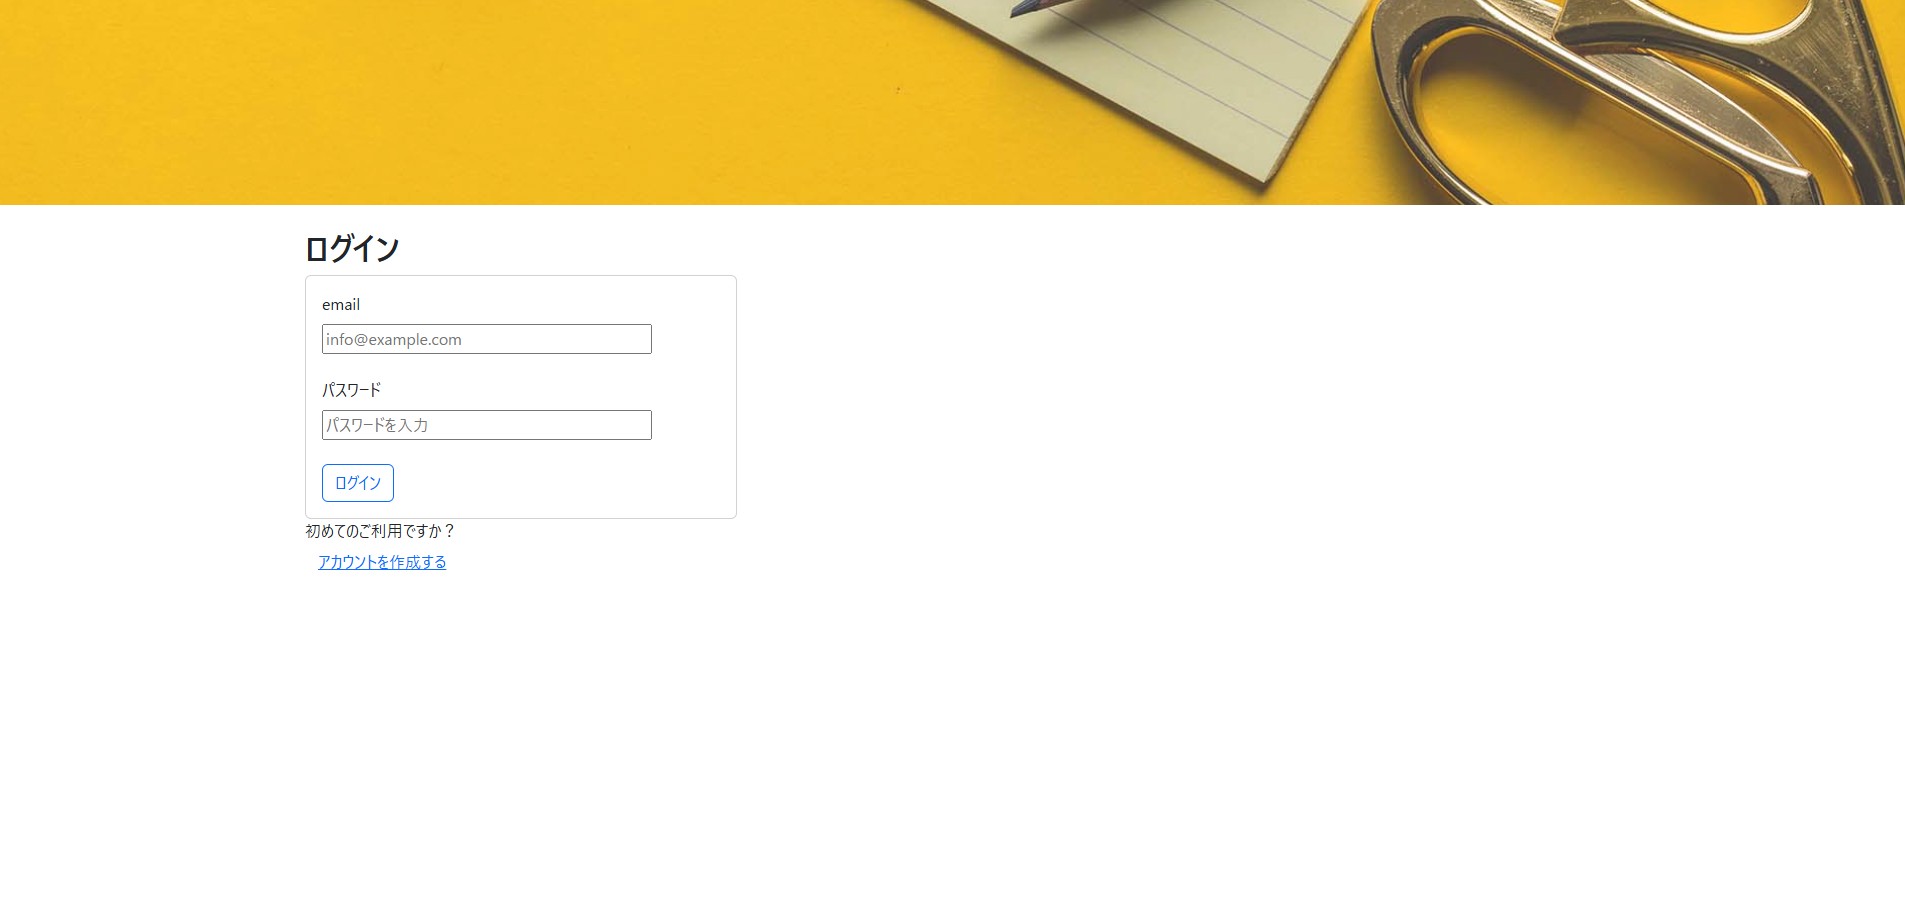 ログイン
email
info@example.com
パスワード
パスワードを入力
ログイン
初めてのご利用ですか？
アカウントを作成する